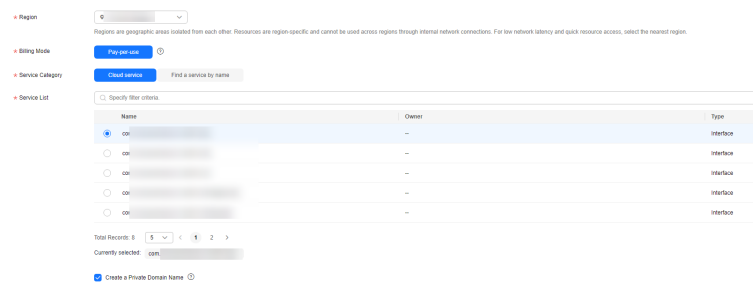 * Region
Regions are geographic areas isolated from each other. Resources are region-specific and cannot be used across regions through internal network connections. For low network latency and quick resource access, select the nearest region.
* Billing Mode
Pay-per-use
* Service Category
Cloud service
Find a service by name
* Service List
Specify filter criteria.
Name Owner Type
-- Interface
-- Interface
-- Interface
-- Interface
-- Interface
Total Records: 8 5 < 1 2 >
Currently selected: com.
Create a Private Domain Name